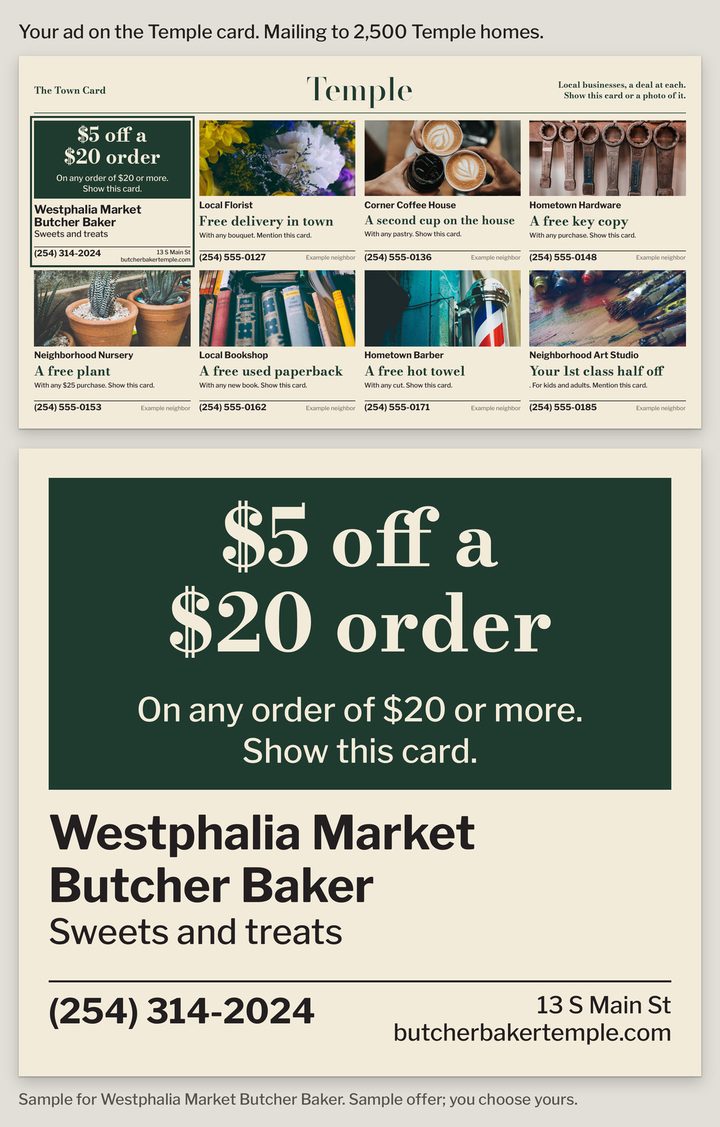 Your ad on the Temple card. Mailing to 2,500 Temple homes.
The Town Card
Temple
Local businesses, a deal at each.
Show this card or a photo of it.
$5 off a
$20 order
On any order of $20 or more.
Show this card.
Westphalia Market
Butcher Baker
Sweets and treats
(254) 314-2024
13 S Main St
butcherbakertemple.com
Local Florist
Free delivery in town
With any bouquet. Mention this card.
(254) 555-0127
Example neighbor
Corner Coffee House
A second cup on the house
With any pastry. Show this card.
(254) 555-0136
Example neighbor
Hometown Hardware
A free key copy
With any purchase. Show this card.
(254) 555-0148
Example neighbor
Neighborhood Nursery
A free plant
With any $25 purchase. Show this card.
(254) 555-0153
Example neighbor
Local Bookshop
A free used paperback
With any new book. Show this card.
(254) 555-0162
Example neighbor
Hometown Barber
A free hot towel
With any cut. Show this card.
(254) 555-0171
Example neighbor
Neighborhood Art Studio
Your 1st class half off
. For kids and adults. Mention this card.
(254) 555-0185
Example neighbor
$5 off a
$20 order
On any order of $20 or more.
Show this card.
Westphalia Market
Butcher Baker
Sweets and treats
(254) 314-2024
13 S Main St
butcherbakertemple.com
Sample for Westphalia Market Butcher Baker. Sample offer; you choose yours.